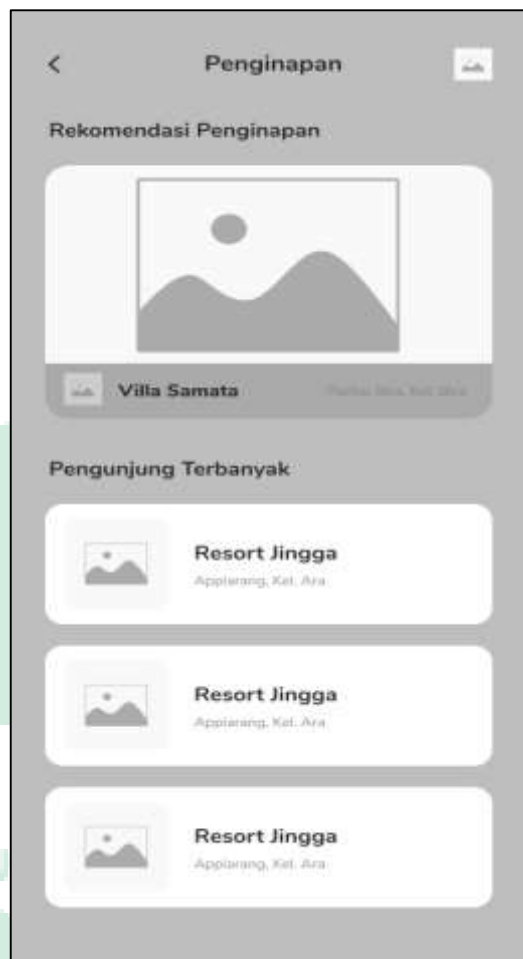 Penginapan
Rekomendasi Penginapan
Villa Samata
Pengunjung Terbanyak
Resort Jingga
Appiarang, Kel. Ara
Resort Jingga
Appiarang, Kel. Ara
Resort Jingga
Appiarang, Kel. Ara